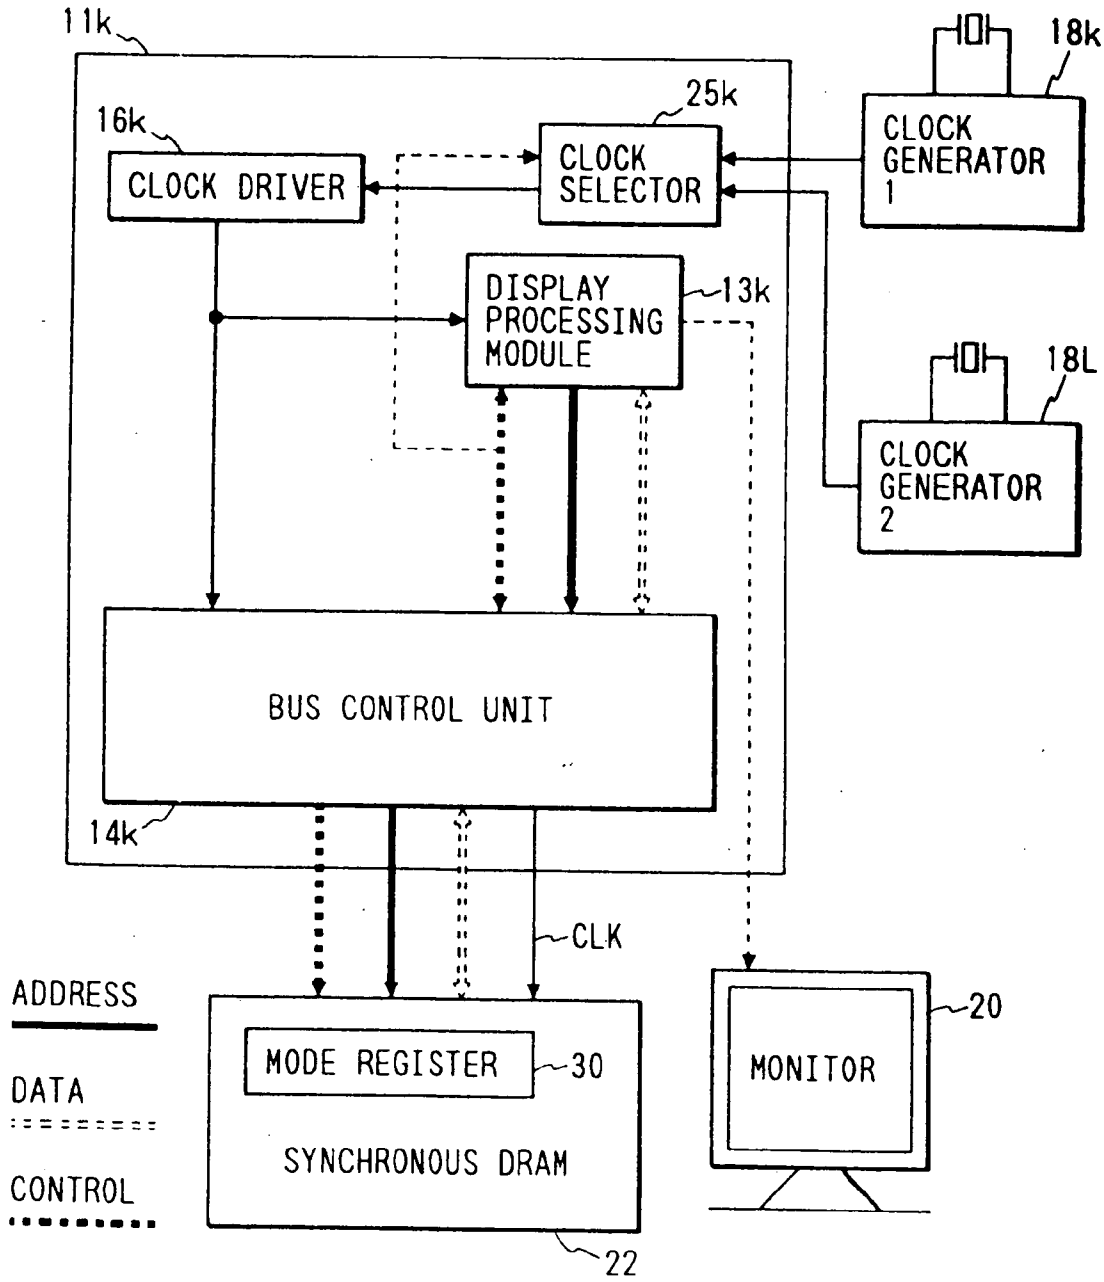 11k
18k
25k
CLOCK
GENERATOR
1
16k
CLOCK
SELECTOR
CLOCK DRIVER
DISPLAY
PROCESSING
MODULE
13k
18L
CLOCK
GENERATOR
2
BUS CONTROL UNIT
14k
CLK
ADDRESS
20
MODE REGISTER
30
MONITOR
DATA
SYNCHRONOUS DRAM
CONTROL
22